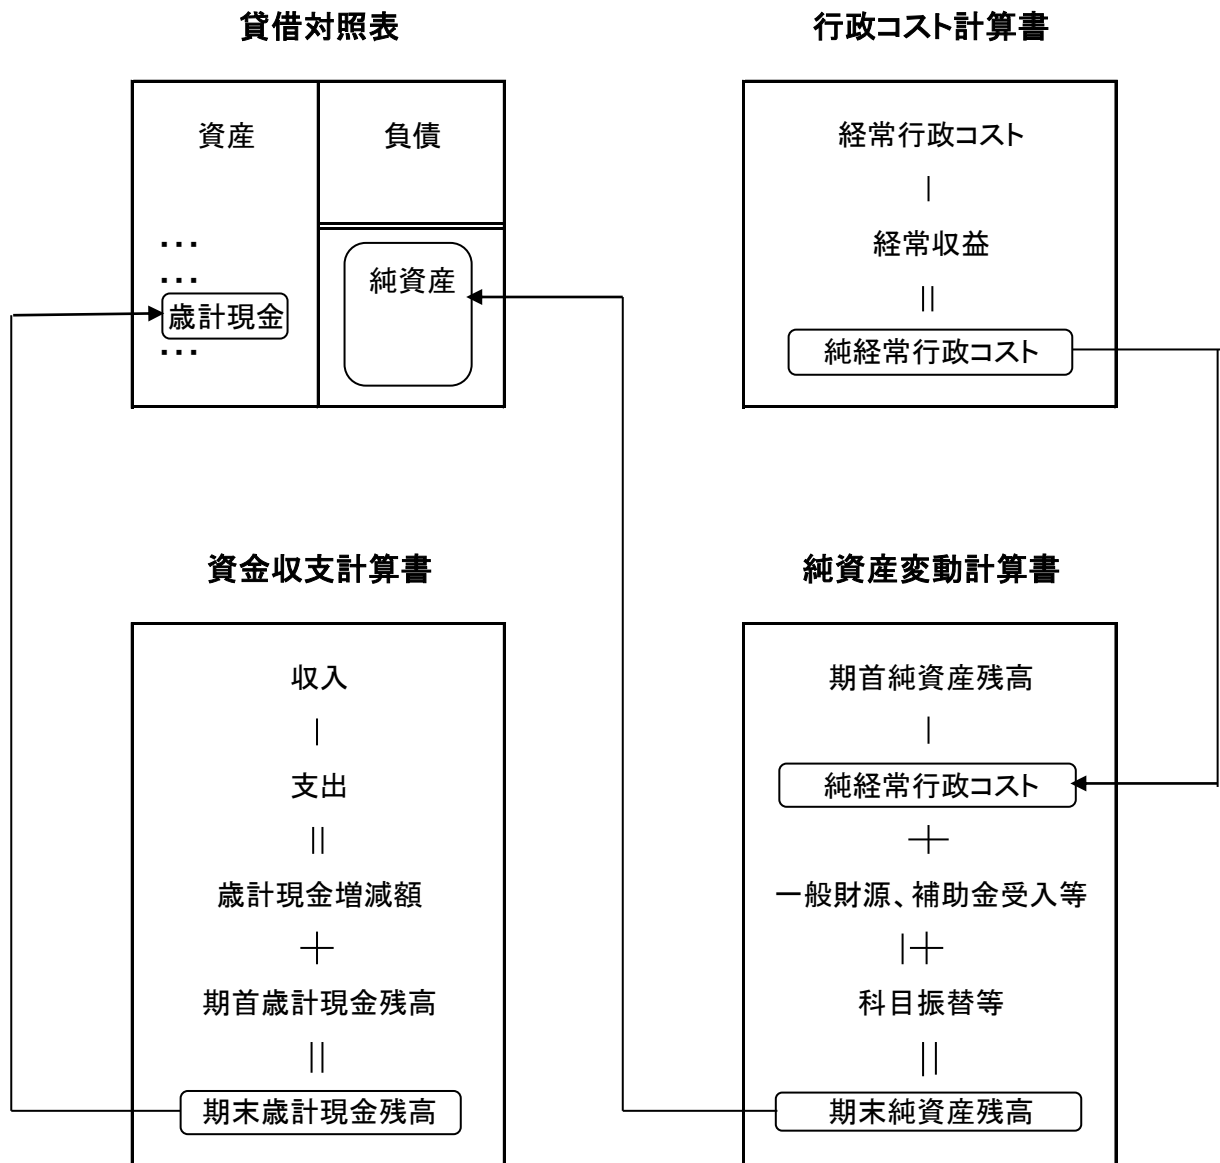 貸借対照表
資産
負債
･･･
･･･
歳計現金
･･･
純資産
行政コスト計算書
経常行政コスト
｜
経常収益
||
純経常行政コスト
資金収支計算書
収入
｜
支出
||
歳計現金増減額
＋
期首歳計現金残高
||
期末歳計現金残高
純資産変動計算書
期首純資産残高
｜
純経常行政コスト
＋
一般財源、補助金受入等
｜＋
科目振替等
||
期末純資産残高